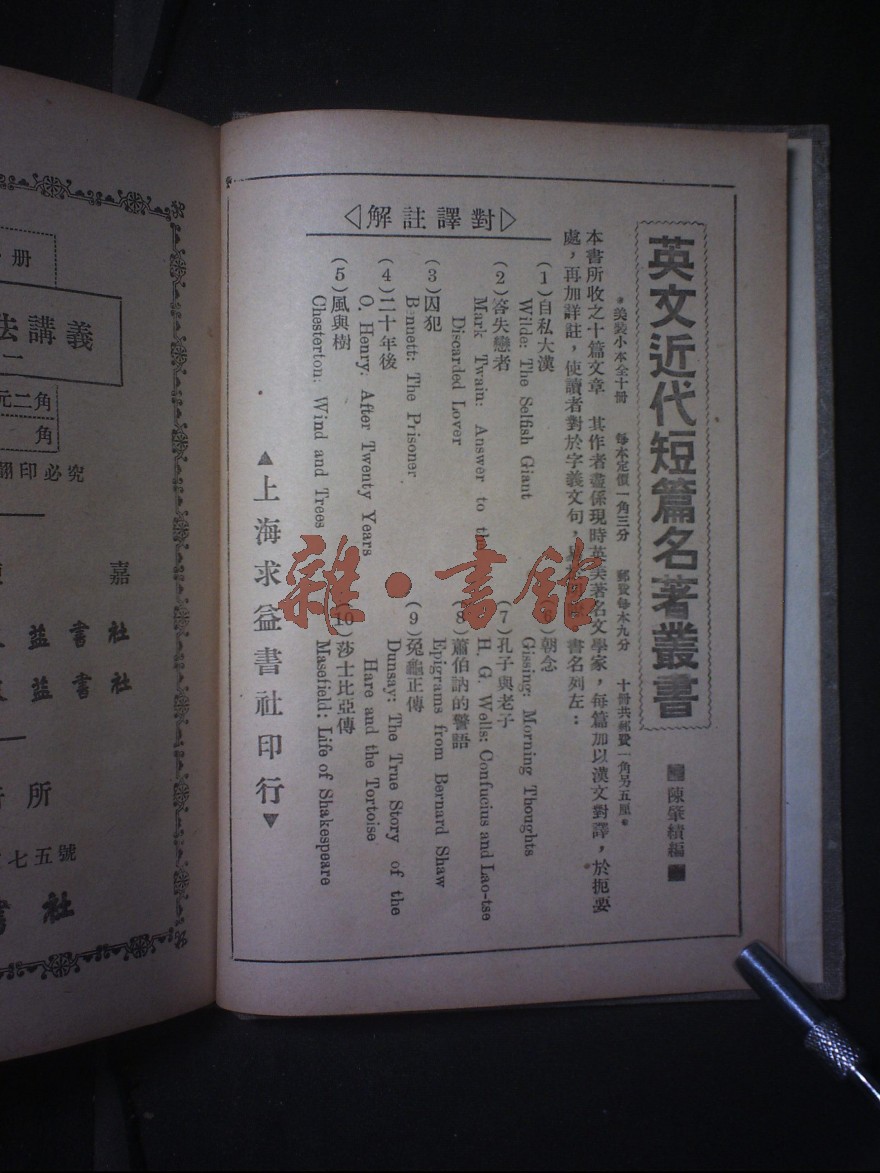 英文近代短篇名著叢書
陳肇績編
美裝小本全十冊 每本定價一角三分 郵費每本九分 十冊共郵費一角另五厘。
本書所收之十篇文章 其作者盡係現時英美著名文學家,每篇加以漢文對譯,於扼要
處,再加詳註,使讀者對於字義文句,
書名列左:
▷對譯註解◁
(1)自私大漢
Wilde: The Selfish Giant
(2)答失戀者
Mark Twain: Answer to the
Discarded Lover
(3)囚犯
Bennett: The Prisoner
(4)二十年後
O. Henry: After Twenty Years
(5)風與樹
Chesterton: Wind and Trees
朝念
Gissing: Morning Thoughts
(7)孔子與老子
H. G. Wells: Confucius and Lao-tse
(8)蕭伯訥的警語
Epigrams from Bernard Shaw
(9)兔龜正傳
Dunsay: The True Story of the
Hare and the Tortoise
(10)莎士比亞傳
Masefield: Life of Shakespeare
▲上海求益書社印行▼
雜·書館
冊
法講義
二
元二角
角
翻印必究
嘉
益書社
益書社
所
七五號
書社